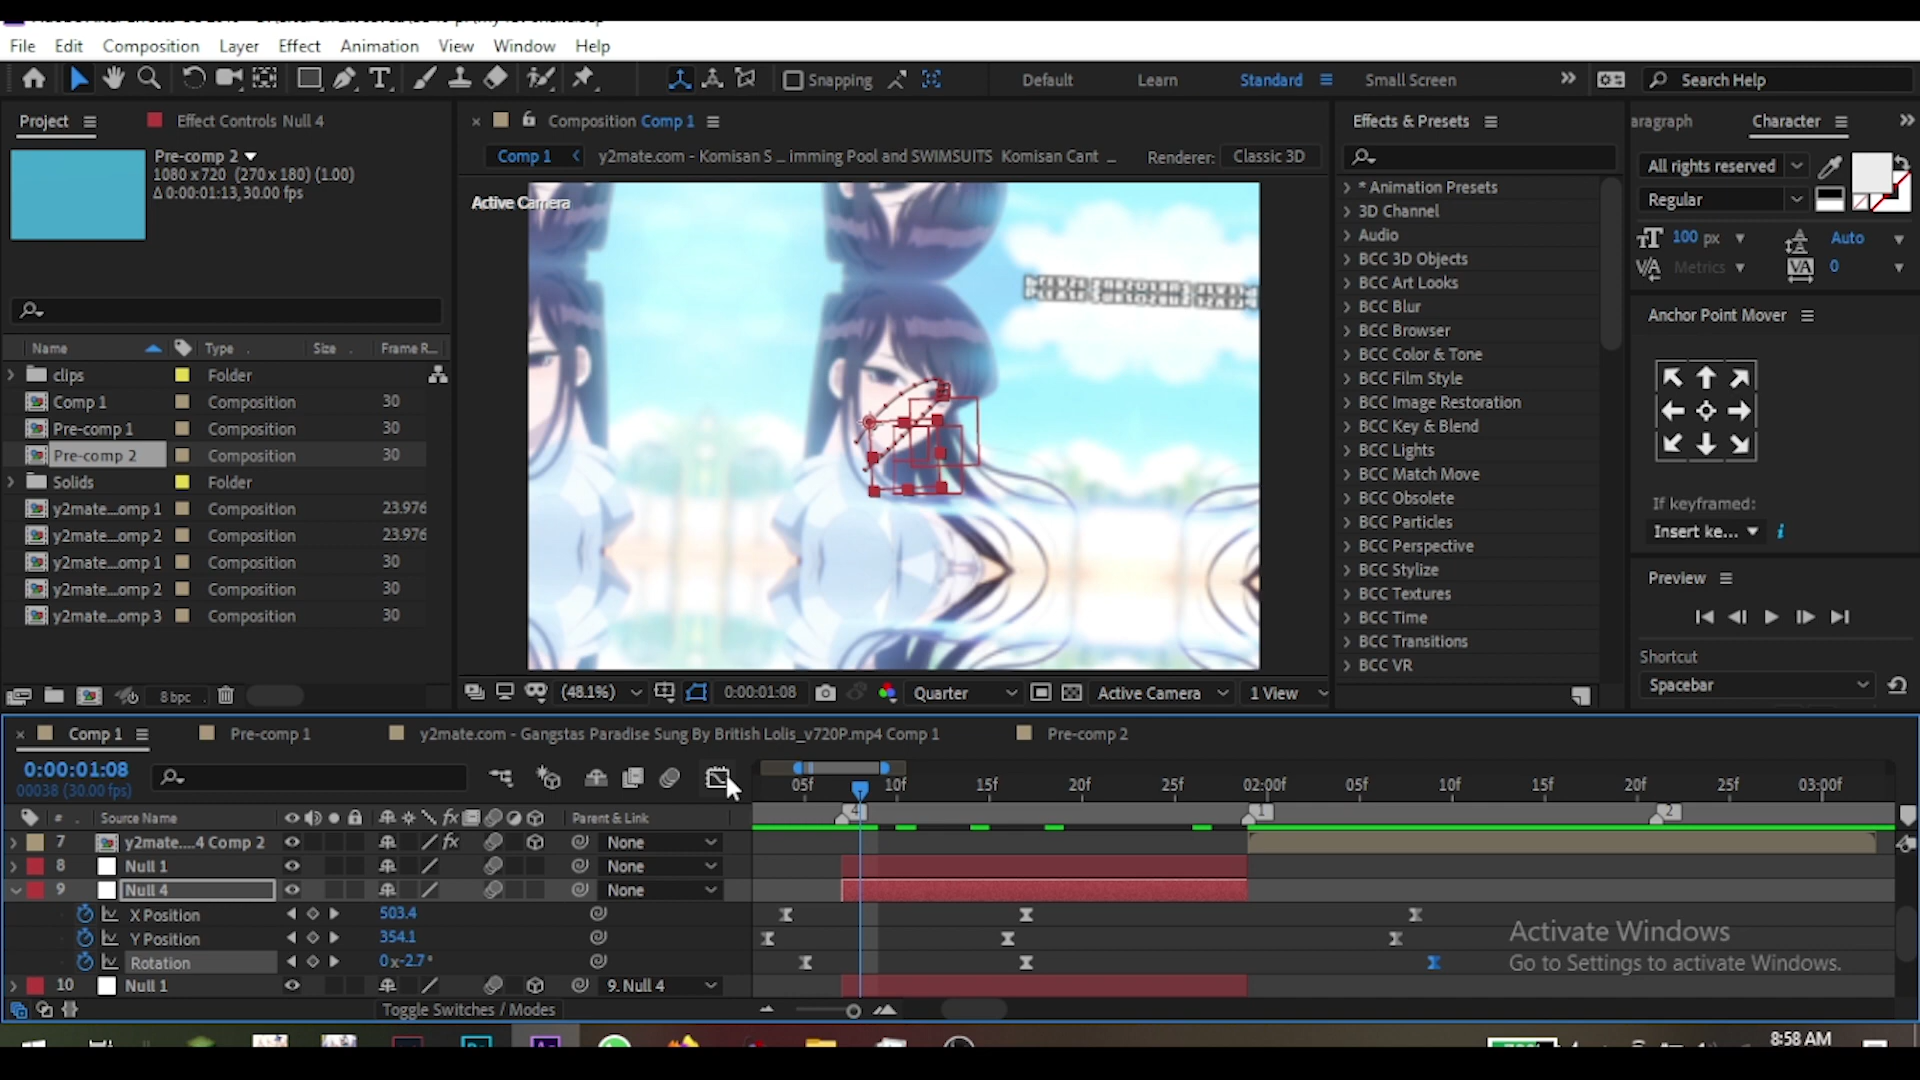 File Edit Composition Layer Effect Animation View Window Help
Snapping
Default Learn Standard Small Screen
Search Help
Project
Effect Controls Null 4
Pre-comp 2
1080 x 720 (270 x 180) (1.00)
Δ 0:00:01:13, 30.00 fps
Name Type Size Frame R...
clips Folder
Comp 1 Composition 30
Pre-comp 1 Composition 30
Pre-comp 2 Composition 30
Solids Folder
y2mate...omp 1 Composition 23.976
y2mate...omp 2 Composition 23.976
y2mate...omp 1 Composition 30
y2mate...omp 2 Composition 30
y2mate...omp 3 Composition 30
8 bpc
Composition Comp 1
Comp 1 y2mate.com - Komisan S ... imming Pool and SWIMSUITS Komisan Cant ...
Renderer: Classic 3D
Active Camera
(48.1%) 0:00:01:08 Quarter Active Camera 1 View
Effects & Presets
* Animation Presets
3D Channel
Audio
BCC 3D Objects
BCC Art Looks
BCC Blur
BCC Browser
BCC Color & Tone
BCC Film Style
BCC Image Restoration
BCC Key & Blend
BCC Lights
BCC Match Move
BCC Obsolete
BCC Particles
BCC Perspective
BCC Stylize
BCC Textures
BCC Time
BCC Transitions
BCC VR
aragraph Character
All rights reserved
Regular
100 px Auto
Metrics 0
Anchor Point Mover
If keyframed:
Insert ke...
Preview
Shortcut
Spacebar
Comp 1 Pre-comp 1 y2mate.com - Gangstas Paradise Sung By British Lolis_v720P.mp4 Comp 1 Pre-comp 2
0:00:01:08
00038 (30.00 fps)
05f 10f 15f 20f 25f 02:00f 05f 10f 15f 20f 25f 03:00f
4 1 2
# Source Name Parent & Link
7 y2mate....4 Comp 2 None
8 Null 1 None
9 Null 4 None
X Position 503.4
Y Position 354.1
Rotation 0x-2.7°
10 Null 1 9. Null 4
Toggle Switches / Modes
Activate Windows
Go to Settings to activate Windows.
8:58 AM